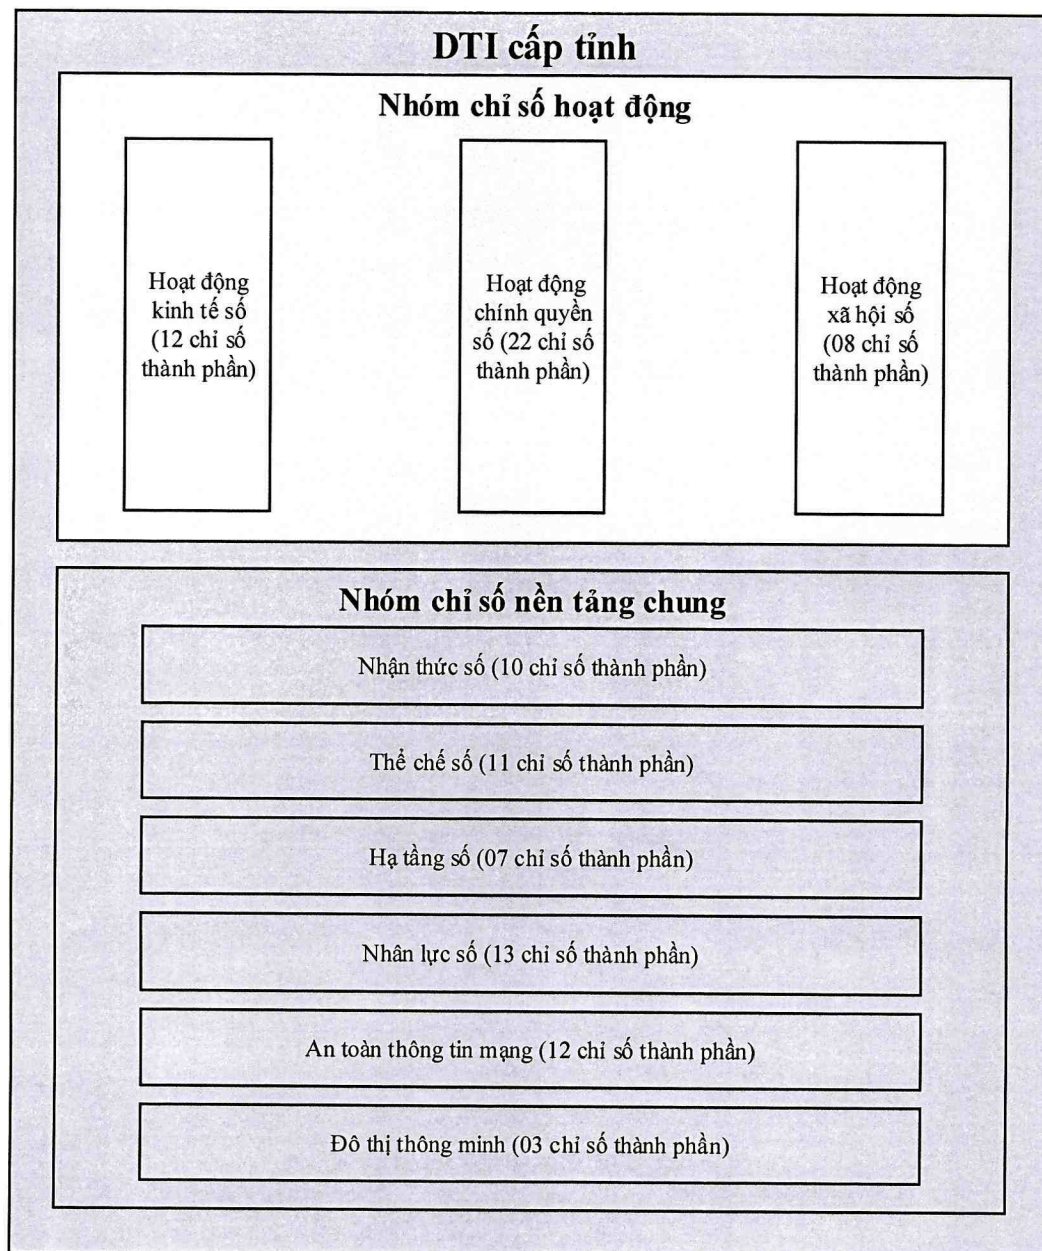 DTI cấp tỉnh
Nhóm chỉ số hoạt động
Hoạt động
kinh tế số
(12 chỉ số
thành phần)
Hoạt động
chính quyền
số (22 chỉ số
thành phần)
Hoạt động
xã hội số
(08 chỉ số
thành phần)
Nhóm chỉ số nền tảng chung
Nhận thức số (10 chỉ số thành phần)
Thể chế số (11 chỉ số thành phần)
Hạ tầng số (07 chỉ số thành phần)
Nhân lực số (13 chỉ số thành phần)
An toàn thông tin mạng (12 chỉ số thành phần)
Đô thị thông minh (03 chỉ số thành phần)